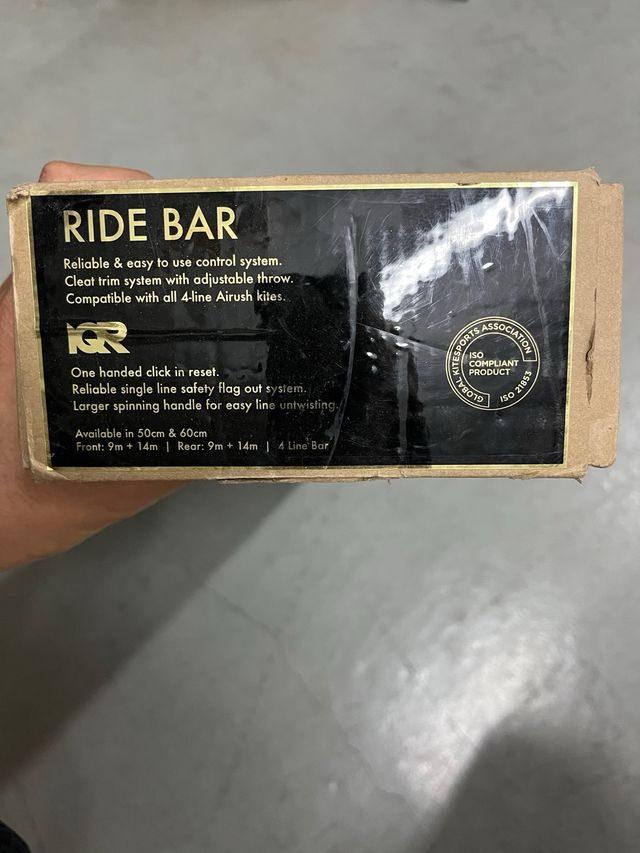 RIDE BAR
Reliable & easy to use control system.
Cleat trim system with adjustable throw.
Compatible with all 4-line Airush kites.
IQR
One handed click in reset.
Reliable single line safety flag out system.
Larger spinning handle for easy line untwisting.
Available in 50cm & 60cm
Front: 9m + 14m | Rear: 9m + 14m | 4 Line Bar
GLOBAL KITESPORTS ASSOCIATION
ISO
COMPLIANT
PRODUCT
ISO 21853